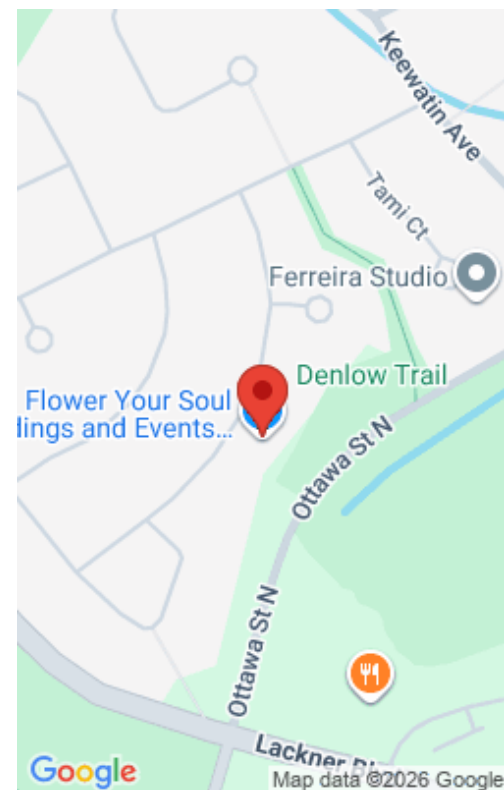 Keewatin Ave
Tami Ct
Ferreira Studio
Denlow Trail
Flower Your Soul
dings and Events...
Ottawa St N
Ottawa St N
Lackner
Google
Map data ©2026 Google